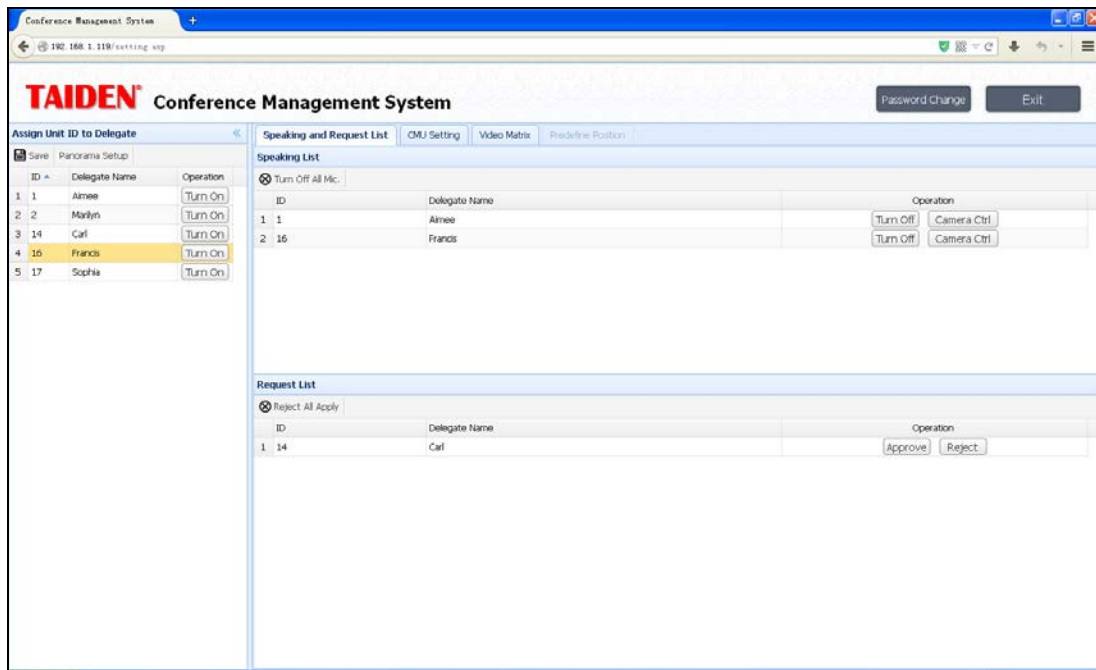 Conference Management System
192.168.1.119/setting.asp
TAIDEN® Conference Management System
Password Change
Exit
Assign Unit ID to Delegate
Save Panorama Setup
ID Delegate Name Operation
1 1 Aimee Turn On
2 2 Marilyn Turn On
3 14 Carl Turn On
4 16 Francis Turn On
5 17 Sophia Turn On
Speaking and Request List CMU Setting Video Matrix Predefine Position
Speaking List
Turn Off All Mic.
ID Delegate Name Operation
1 1 Aimee Turn Off Camera Ctrl
2 16 Francis Turn Off Camera Ctrl
Request List
Reject All Apply
ID Delegate Name Operation
1 14 Carl Approve Reject